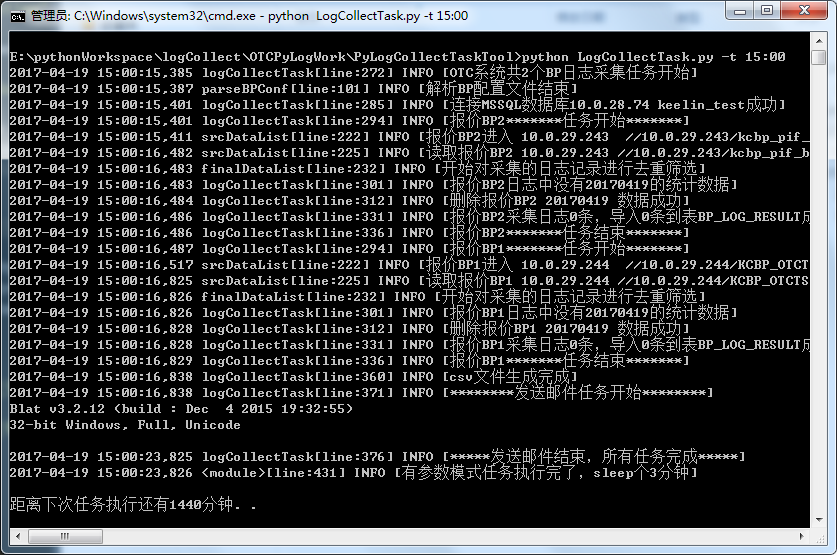 管理员: C:\Windows\system32\cmd.exe - python  LogCollectTask.py -t 15:00
E:\pythonWorkspace\logCollect\OTCPyLogWork\PyLogCollectTaskTool>python LogCollectTask.py -t 15:00
2017-04-19 15:00:15,385 logCollectTask[line:272] INFO [OTC系统共2个BP日志采集任务开始]
2017-04-19 15:00:15,387 parseBPConf[line:101] INFO [解析BP配置文件结束]
2017-04-19 15:00:15,401 logCollectTask[line:285] INFO [连接MSSQL数据库10.0.28.74 keelin_test成功]
2017-04-19 15:00:15,401 logCollectTask[line:294] INFO [报价BP2*******任务开始*******]
2017-04-19 15:00:15,411 srcDataList[line:222] INFO [报价BP2进入 10.0.29.243  //10.0.29.243/kcbp_pif_
2017-04-19 15:00:16,482 srcDataList[line:225] INFO [读取报价BP2 10.0.29.243 //10.0.29.243/kcbp_pif_b
2017-04-19 15:00:16,483 finalDataList[line:232] INFO [开始对采集的日志记录进行去重筛选]
2017-04-19 15:00:16,483 logCollectTask[line:301] INFO [报价BP2日志中没有20170419的统计数据]
2017-04-19 15:00:16,484 logCollectTask[line:312] INFO [删除报价BP2 20170419 数据成功]
2017-04-19 15:00:16,486 logCollectTask[line:331] INFO [报价BP2采集日志0条，导入0条到表BP_LOG_RESULT成
2017-04-19 15:00:16,486 logCollectTask[line:336] INFO [报价BP2*******任务结束*******]
2017-04-19 15:00:16,487 logCollectTask[line:294] INFO [报价BP1*******任务开始*******]
2017-04-19 15:00:16,517 srcDataList[line:222] INFO [报价BP1进入 10.0.29.244  //10.0.29.244/KCBP_OTCT
2017-04-19 15:00:16,825 srcDataList[line:225] INFO [读取报价BP1 10.0.29.244 //10.0.29.244/KCBP_OTCTS
2017-04-19 15:00:16,826 finalDataList[line:232] INFO [开始对采集的日志记录进行去重筛选]
2017-04-19 15:00:16,826 logCollectTask[line:301] INFO [报价BP1日志中没有20170419的统计数据]
2017-04-19 15:00:16,828 logCollectTask[line:312] INFO [删除报价BP1 20170419 数据成功]
2017-04-19 15:00:16,828 logCollectTask[line:331] INFO [报价BP1采集日志0条，导入0条到表BP_LOG_RESULT成
2017-04-19 15:00:16,829 logCollectTask[line:336] INFO [报价BP1*******任务结束*******]
2017-04-19 15:00:16,838 logCollectTask[line:360] INFO [csv文件生成完成]
2017-04-19 15:00:16,838 logCollectTask[line:371] INFO [********发送邮件任务开始********]
Blat v3.2.12 (build : Dec  4 2015 19:32:55)
32-bit Windows, Full, Unicode
2017-04-19 15:00:23,825 logCollectTask[line:376] INFO [*****发送邮件结束，所有任务完成*****]
2017-04-19 15:00:23,826 <module>[line:431] INFO [有参数模式任务执行完了，sleep个3分钟]
距离下次任务执行还有1440分钟. .